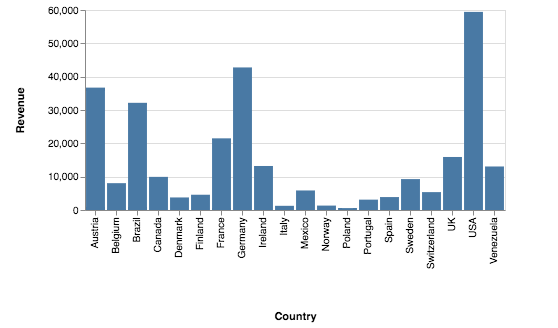 60,000
50,000
40,000
30,000
20,000
10,000
0
Revenue
Austria
Belgium
Brazil
Canada
Denmark
Finland
France
Germany
Ireland
Italy
Mexico
Norway
Poland
Portugal
Spain
Sweden
Switzerland
UK
USA
Venezuela
Country